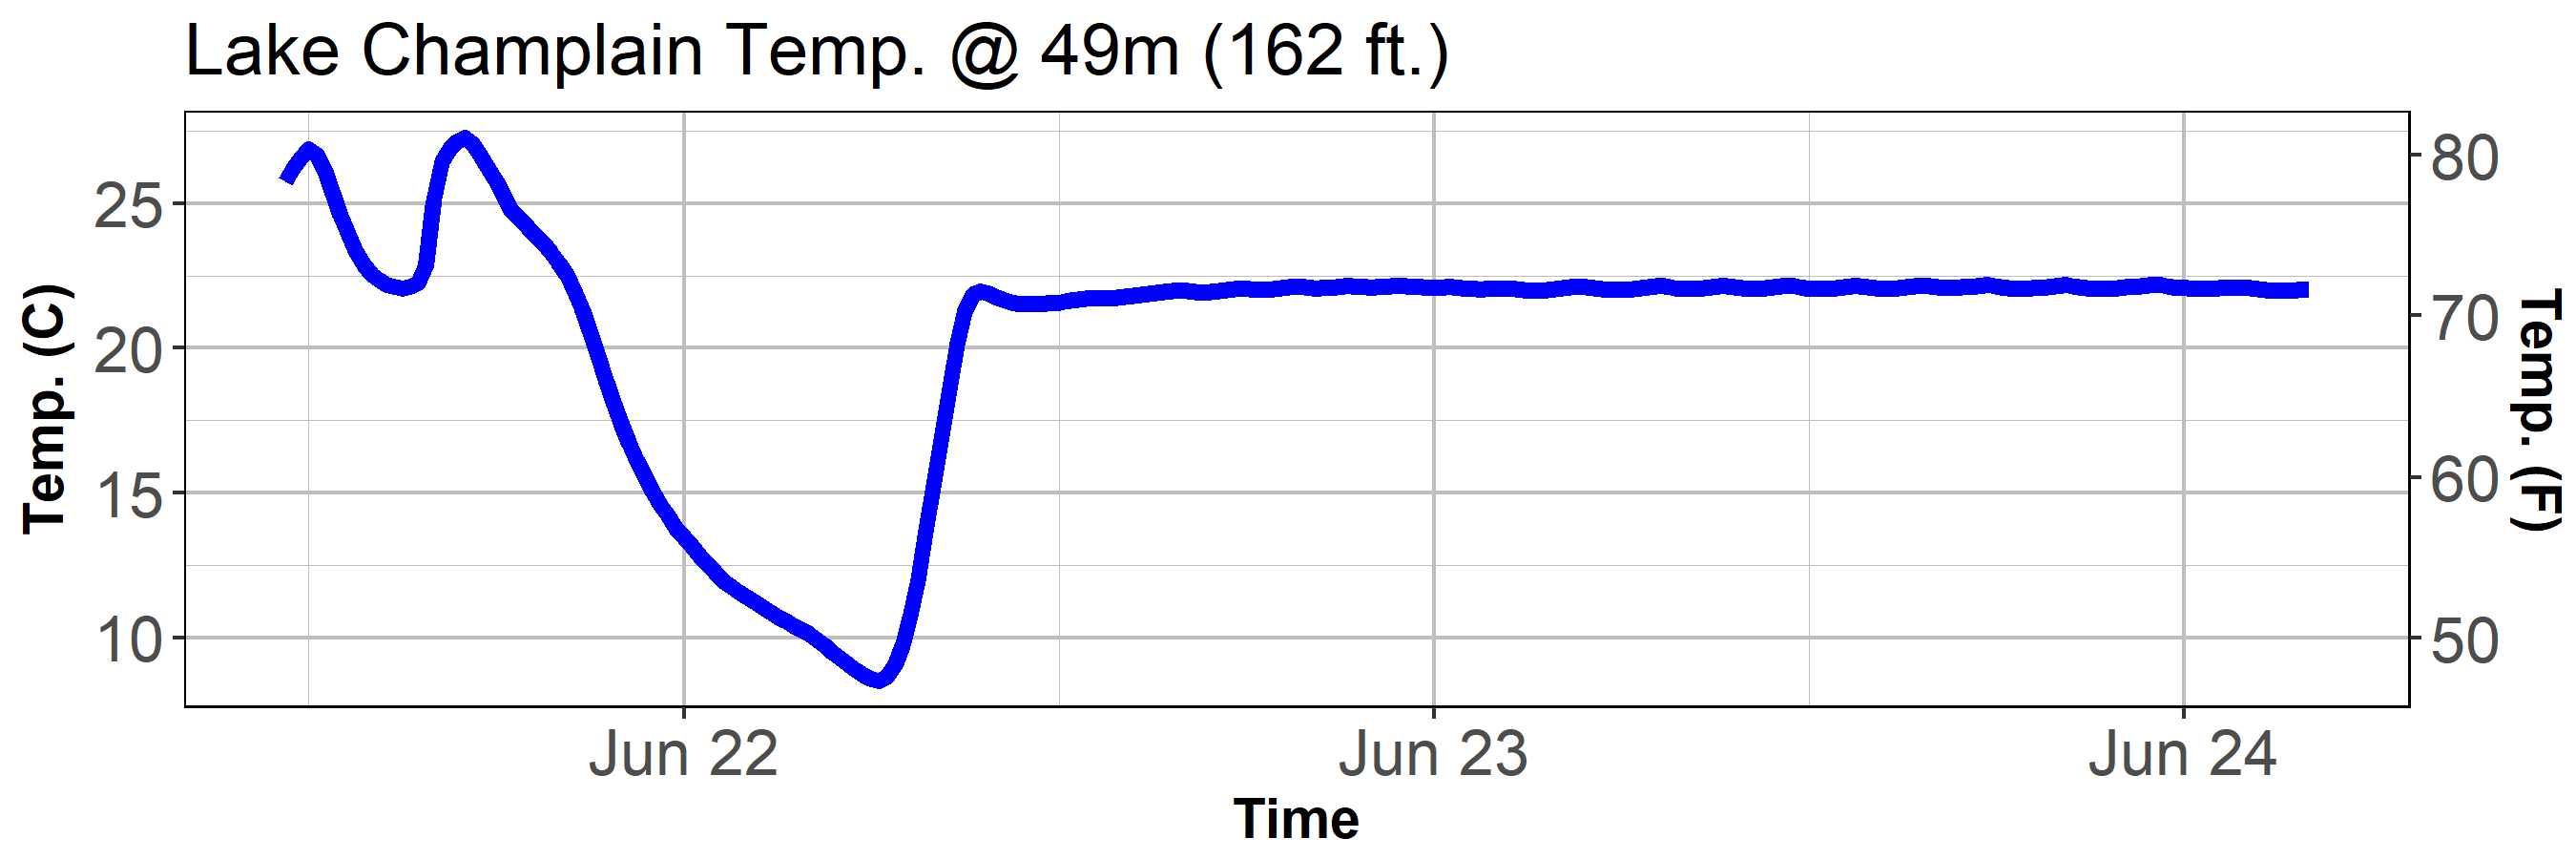 Lake Champlain Temp. @ 49m (162 ft.)
Temp. (C)
25
20
15
10
80
70
60
50
Temp. (F)
Jun 22
Jun 23
Jun 24
Time